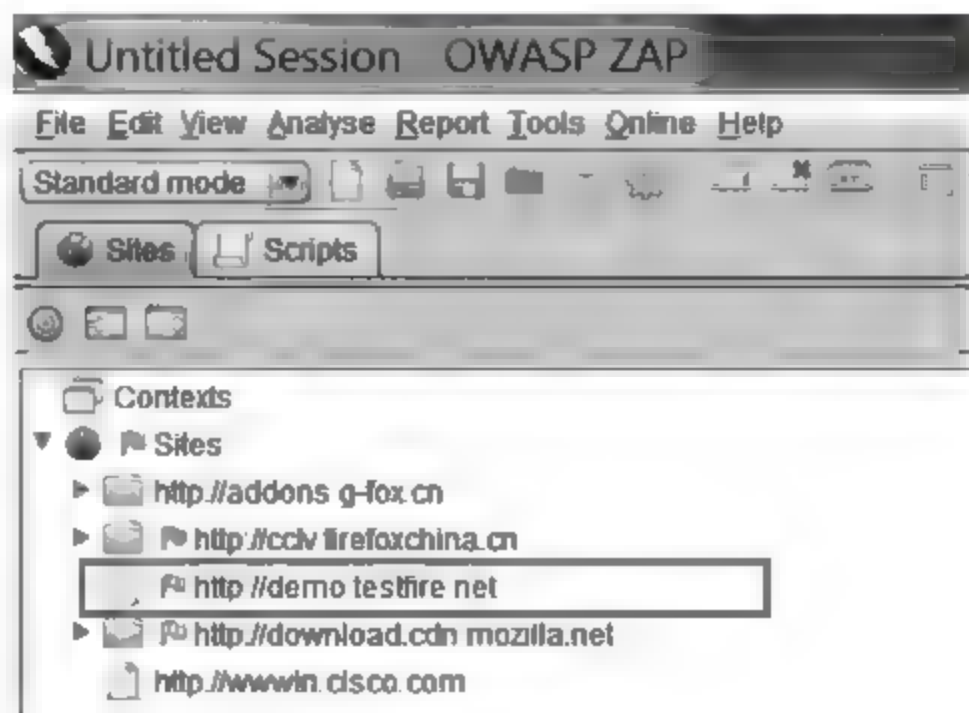 Untitled Session OWASP ZAP
File Edit View Analyse Report Tools Online Help
Standard mode
Sites Scripts
Contexts
Sites
http://addons g-fox.cn
http://cclv firefoxchina.cn
http //demo testfire net
http://download.cdn mozilla.net
http://wwwin.cisco.com